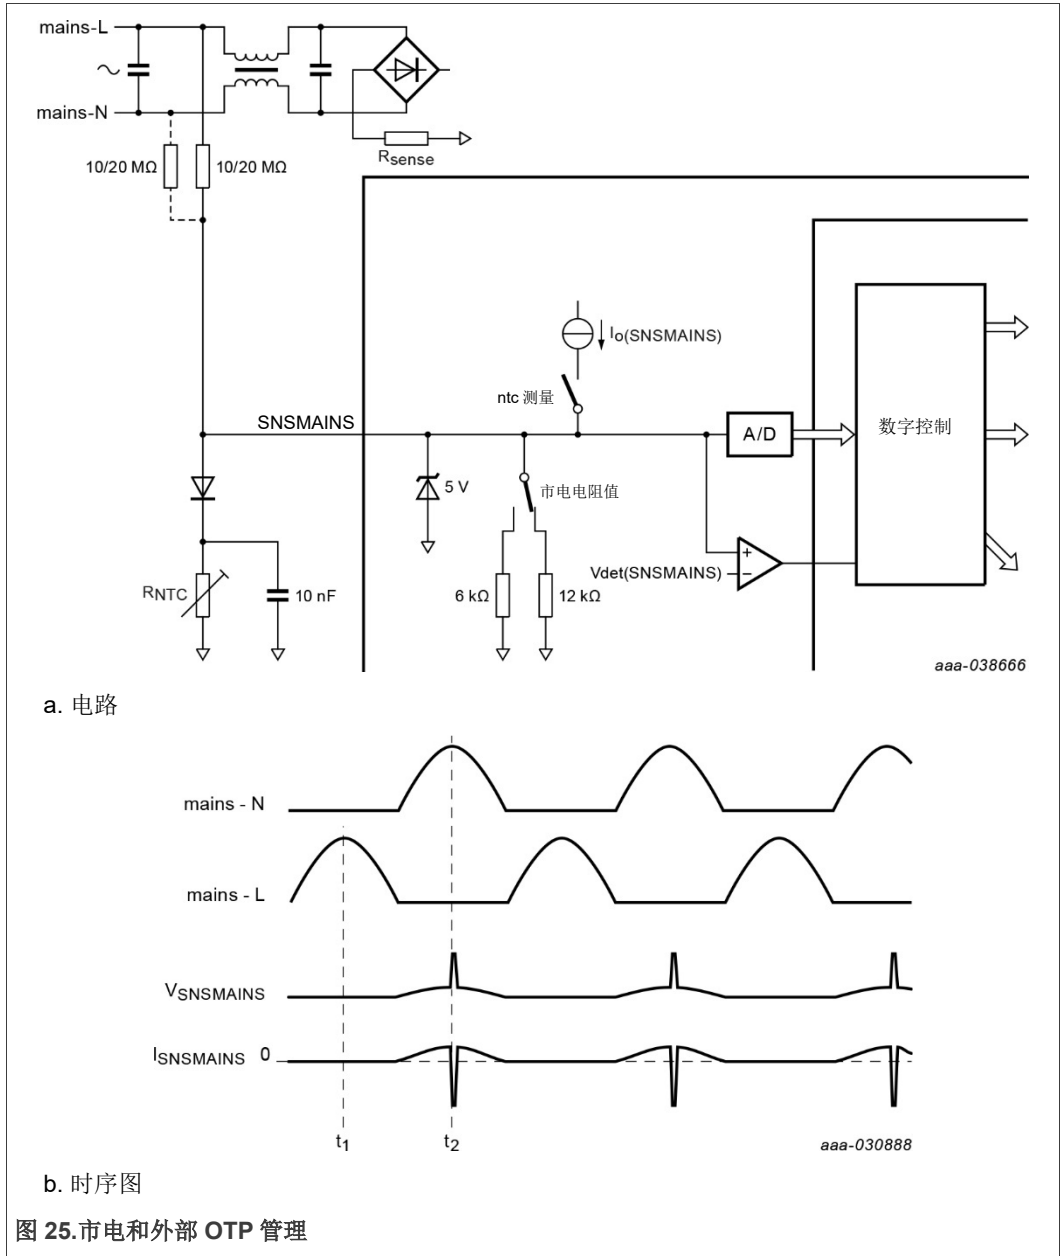 mains-L
mains-N
10/20 MΩ
10/20 MΩ
Rsense
Io(SNSMAINS)
ntc 测量
SNSMAINS
A/D
数字控制
5 V
市电电阻值
Vdet(SNSMAINS)
+
−
RNTC
10 nF
6 kΩ
12 kΩ
aaa-038666
a. 电路
mains - N
mains - L
VSNSMAINS
ISNSMAINS 0
t1
t2
aaa-030888
b. 时序图
图 25.市电和外部 OTP 管理